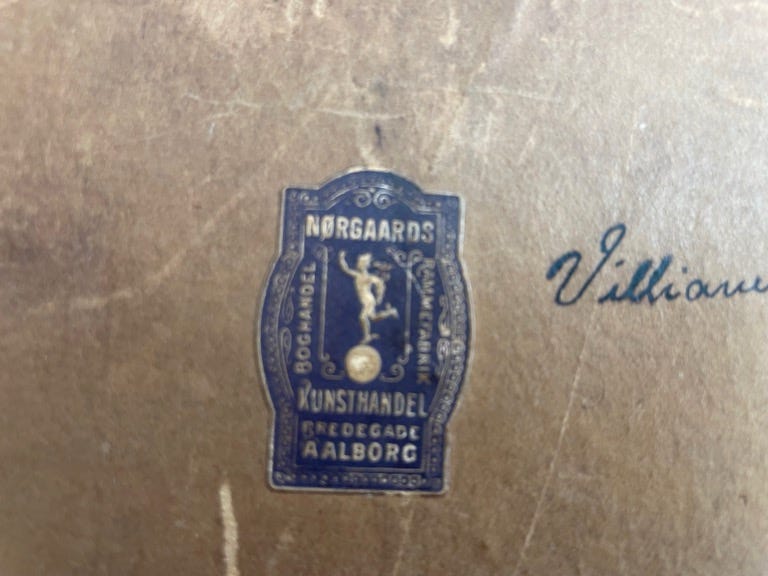 NØRGAARDS
BOGHANDEL
RAMMEFABRIK
KUNSTHANDEL
BREDEGADE
AALBORG